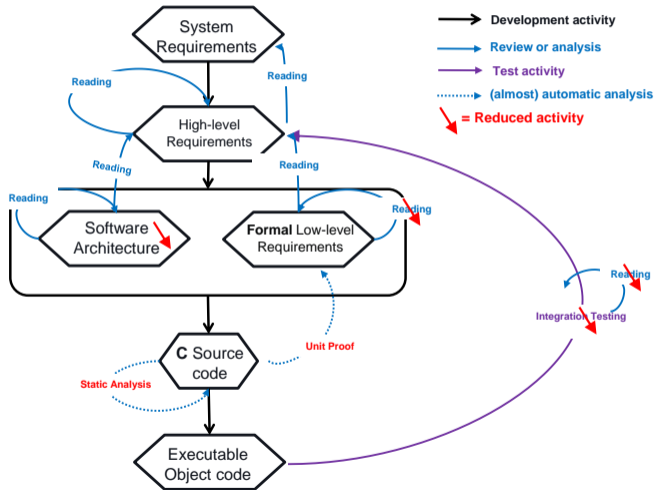 System
Requirements
Development activity
Review or analysis
Test activity
(almost) automatic analysis
= Reduced activity
Reading
Reading
High-level
Requirements
Reading
Reading
Reading
Reading
Software
Architecture
Formal Low-level
Requirements
Reading
Integration Testing
Unit Proof
C Source
code
Static Analysis
Executable
Object code